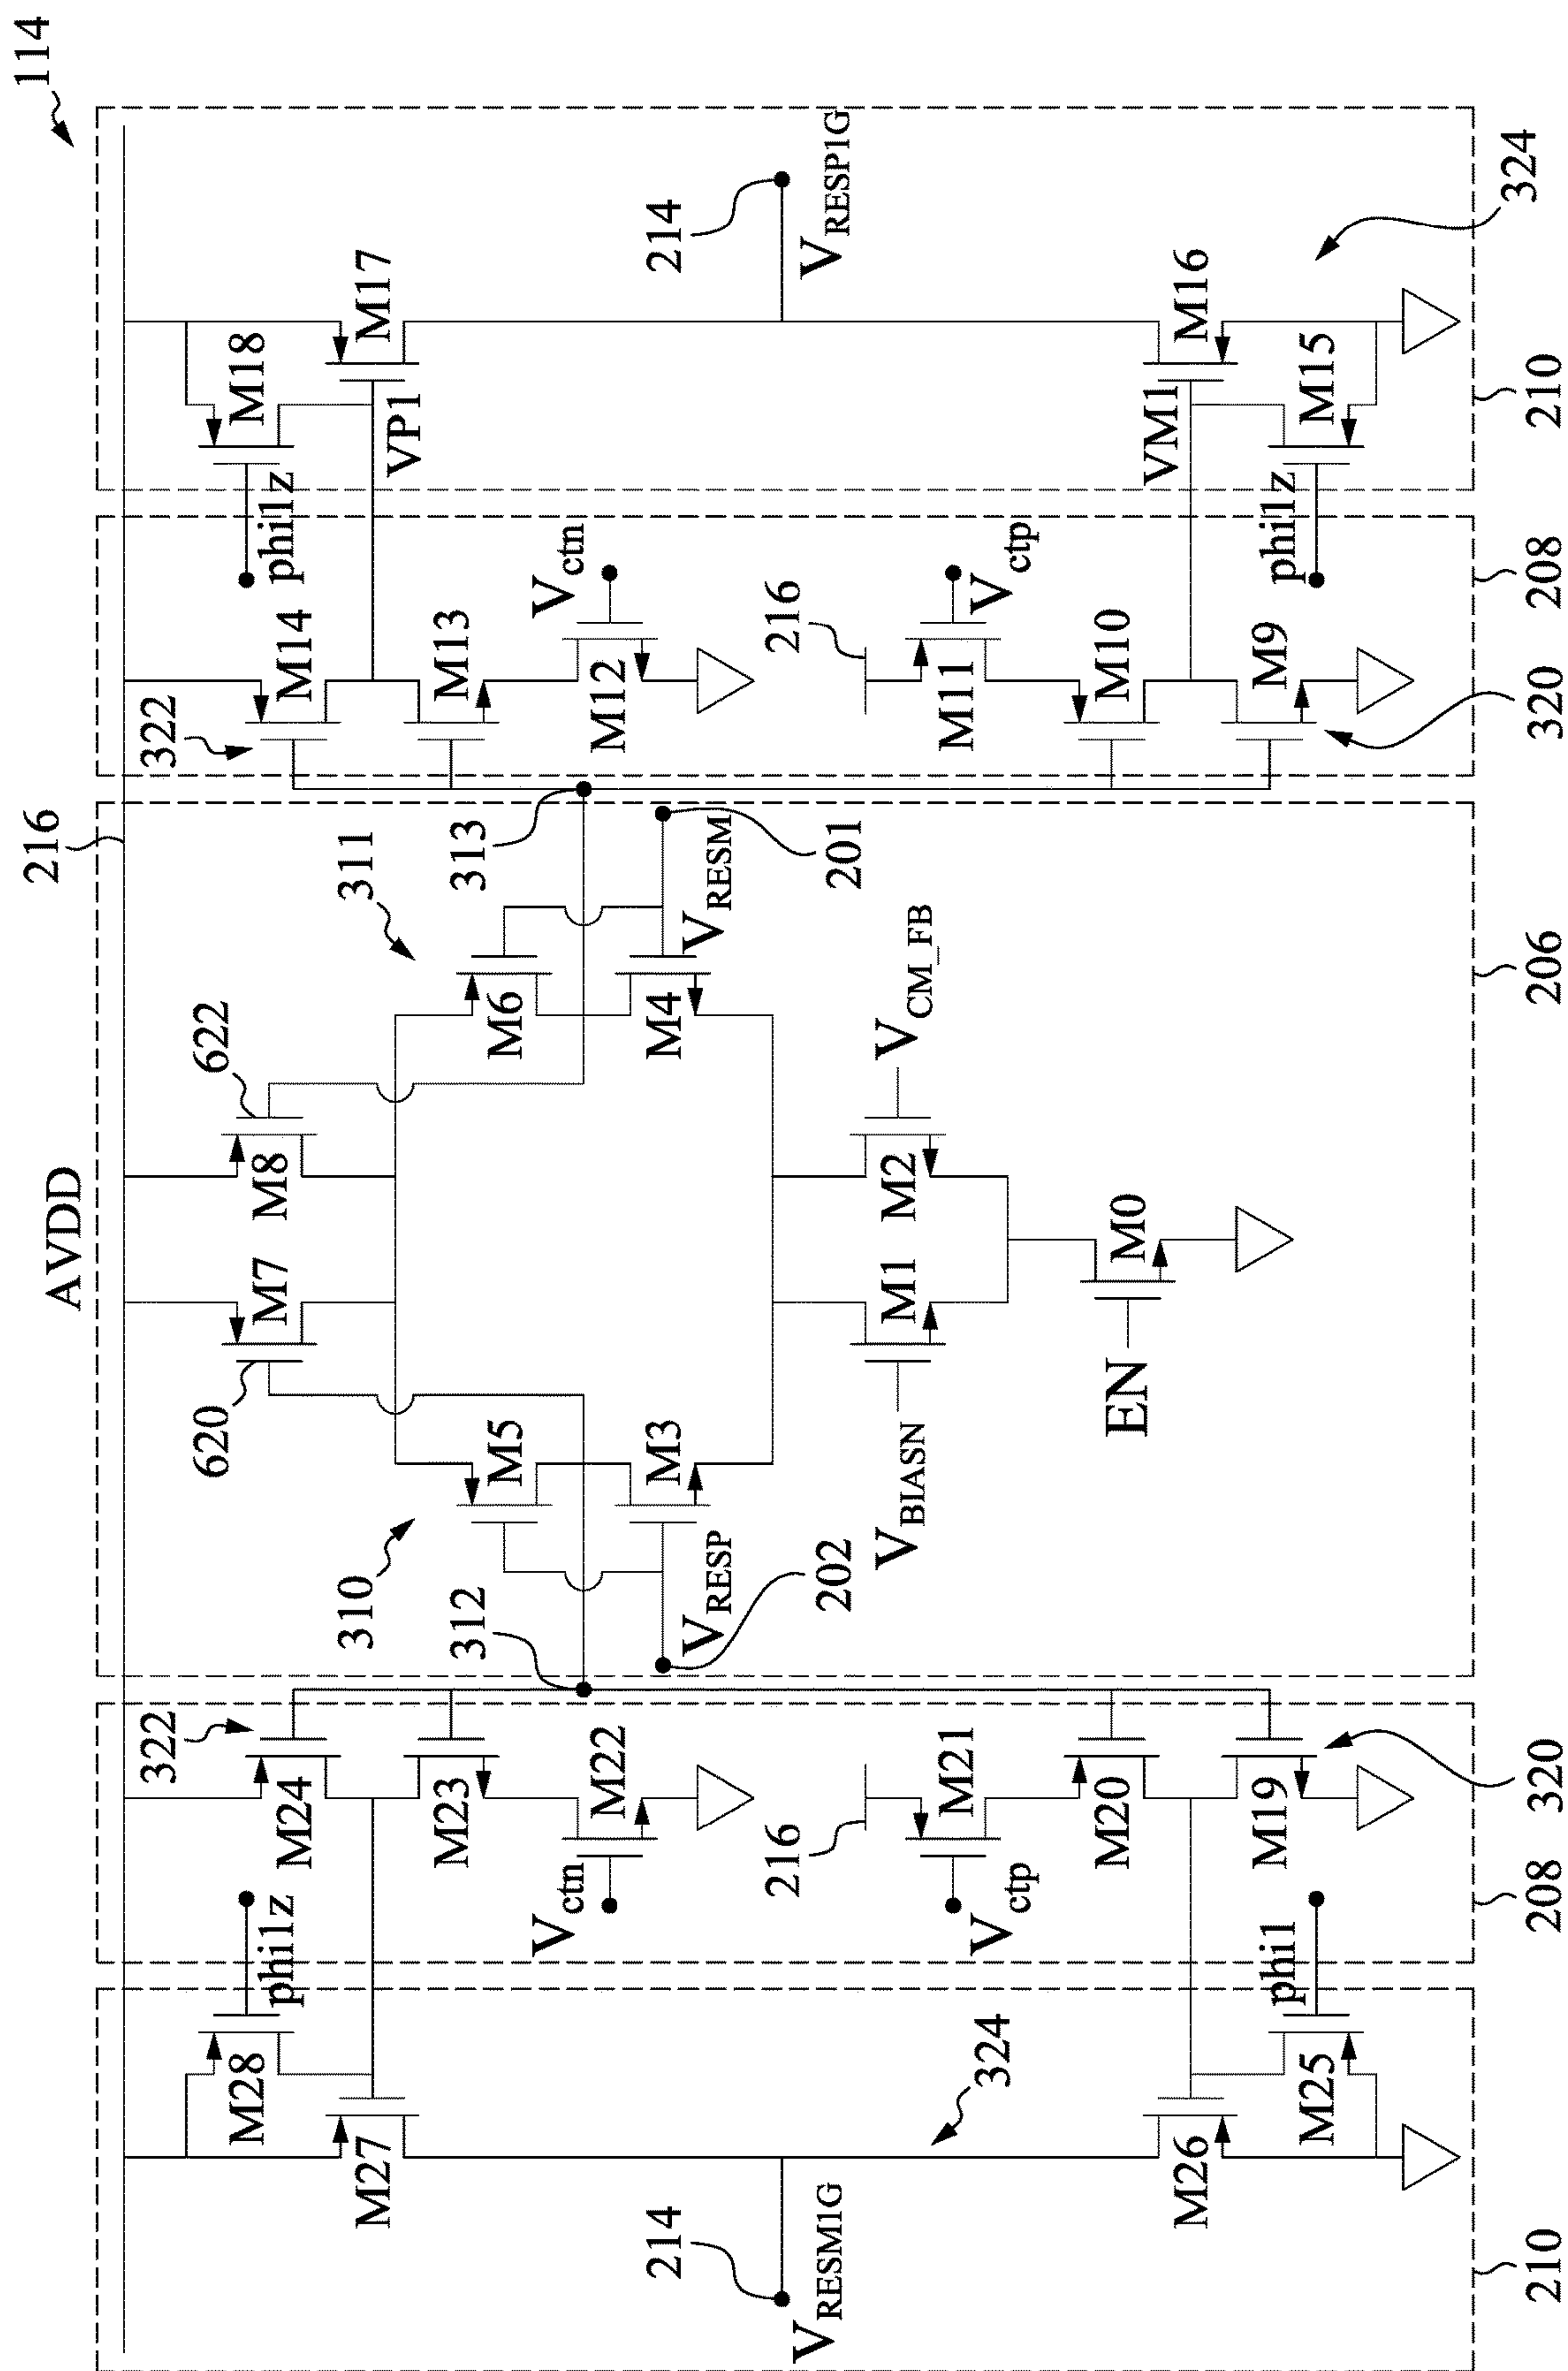 114
AVDD
216
322
322
620
622
M28
M18
phi1z
M7
M8
phi1z
M24
M14
310
311
M27
M17
VP1
M23
312
313
M13
M5
M6
Vctn
Vctn
M22
M12
214
M3
M4
214
VRESP
VRESM
216
216
VRESM1G
202
201
VRESP1G
M1
M2
VBIASN
VCM_FB
M21
M11
324
Vctp
Vctp
M20
EN
M0
M10
VM1
M26
M16
M19
M9
phi1
phi1z
M25
M15
320
320
324
210
208
206
208
210